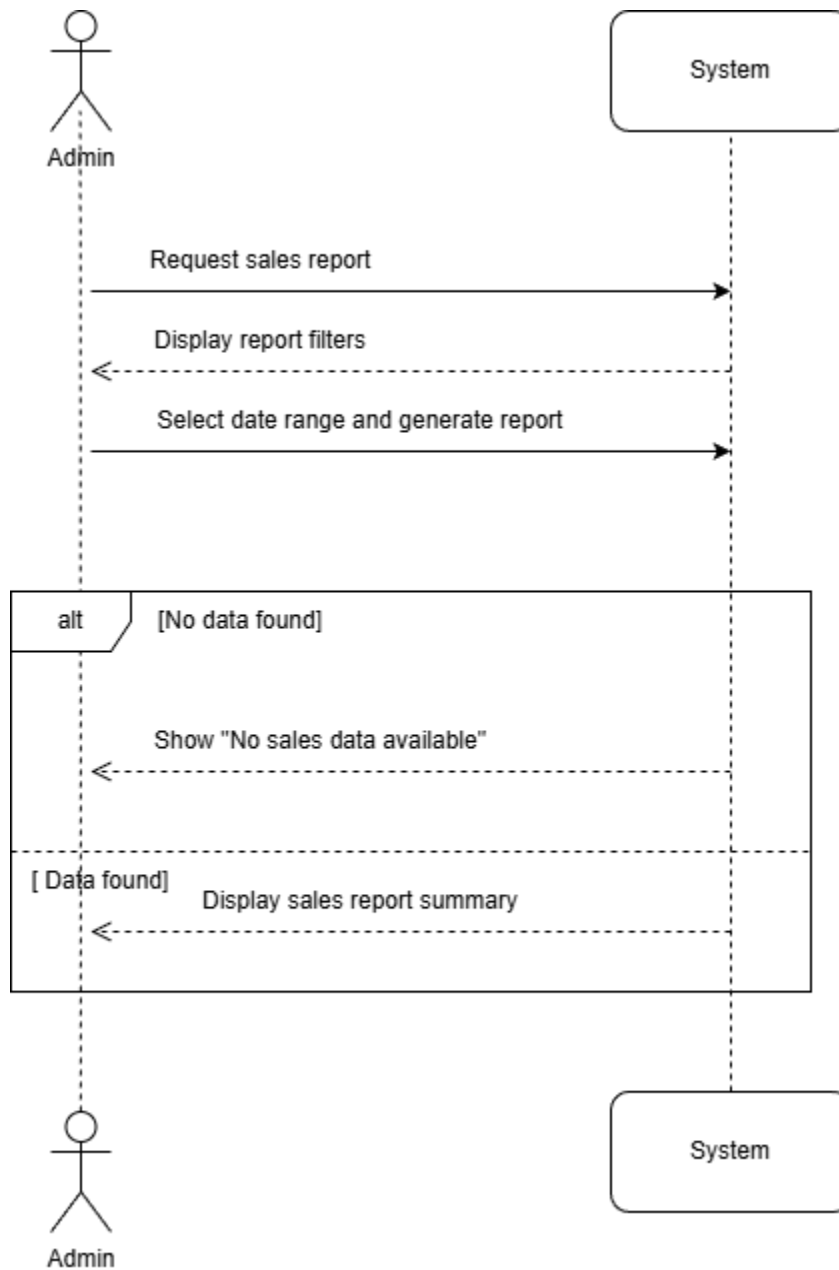 System
Admin
Request sales report
Display report filters
Select date range and generate report
alt
[No data found]
Show "No sales data available"
[ Data found]
Display sales report summary
System
Admin